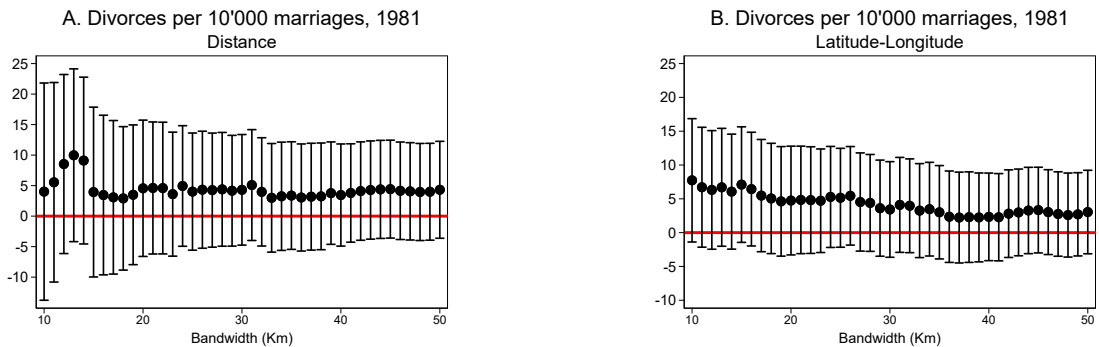 A. Divorces per 10'000 marriages, 1981
Distance
25
20
15
10
5
0
-5
-10
10 20 30 40 50
Bandwidth (Km)
B. Divorces per 10'000 marriages, 1981
Latitude-Longitude
25
20
15
10
5
0
-5
-10
10 20 30 40 50
Bandwidth (Km)